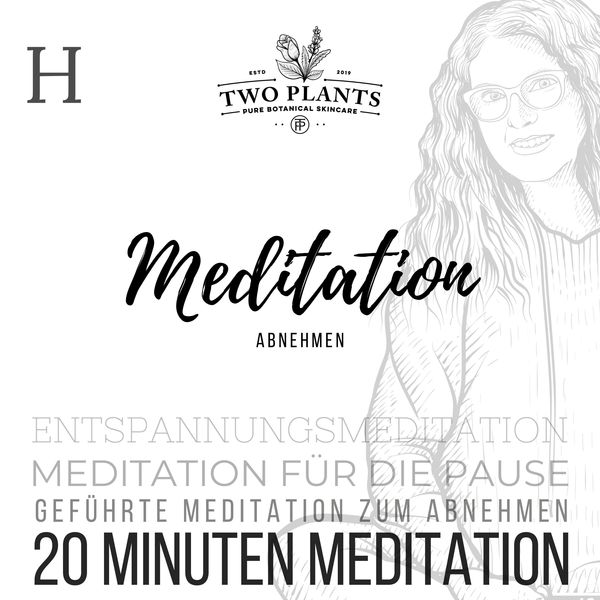 H
ESTD 2019
TWO PLANTS
PURE BOTANICAL SKINCARE
TP
Meditation
ABNEHMEN
ENTSPANNUNGSMEDITATION
MEDITATION FÜR DIE PAUSE
GEFÜHRTE MEDITATION ZUM ABNEHMEN
20 MINUTEN MEDITATION